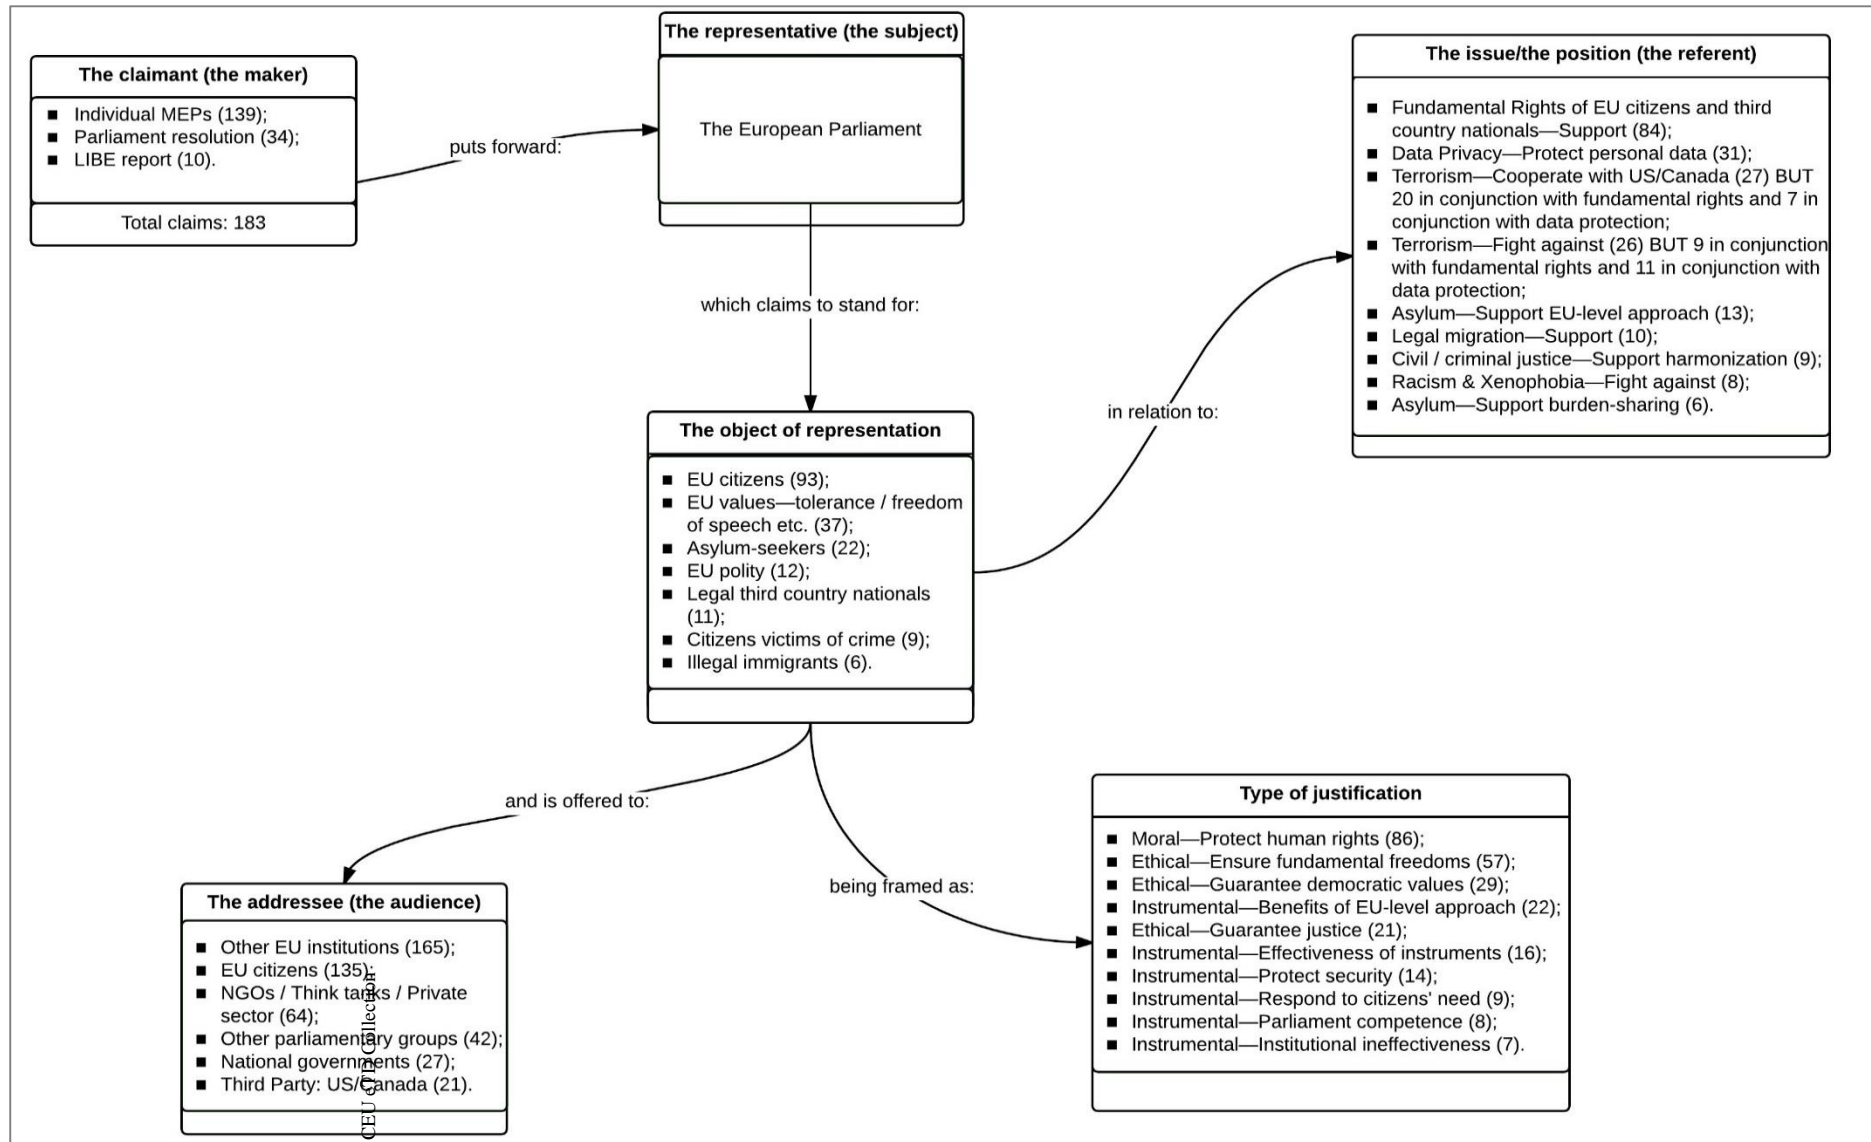 The claimant (the maker)
■ Individual MEPs (139);
■ Parliament resolution (34);
■ LIBE report (10).
Total claims: 183
puts forward:
The representative (the subject)
The European Parliament
which claims to stand for:
The object of representation
■ EU citizens (93);
■ EU values—tolerance / freedom
of speech etc. (37);
■ Asylum-seekers (22);
■ EU polity (12);
■ Legal third country nationals
(11);
■ Citizens victims of crime (9);
■ Illegal immigrants (6).
in relation to:
The issue/the position (the referent)
■ Fundamental Rights of EU citizens and third
country nationals—Support (84);
■ Data Privacy—Protect personal data (31);
■ Terrorism—Cooperate with US/Canada (27) BUT
20 in conjunction with fundamental rights and 7 in
conjunction with data protection;
■ Terrorism—Fight against (26) BUT 9 in conjunction
with fundamental rights and 11 in conjunction with
data protection;
■ Asylum—Support EU-level approach (13);
■ Legal migration—Support (10);
■ Civil / criminal justice—Support harmonization (9);
■ Racism & Xenophobia—Fight against (8);
■ Asylum—Support burden-sharing (6).
and is offered to:
The addressee (the audience)
■ Other EU institutions (165);
■ EU citizens (135);
■ NGOs / Think tanks / Private
sector (64);
■ Other parliamentary groups (42);
■ National governments (27);
■ Third Party: US/Canada (21).
being framed as:
Type of justification
■ Moral—Protect human rights (86);
■ Ethical—Ensure fundamental freedoms (57);
■ Ethical—Guarantee democratic values (29);
■ Instrumental—Benefits of EU-level approach (22);
■ Ethical—Guarantee justice (21);
■ Instrumental—Effectiveness of instruments (16);
■ Instrumental—Protect security (14);
■ Instrumental—Respond to citizens' need (9);
■ Instrumental—Parliament competence (8);
■ Instrumental—Institutional ineffectiveness (7).
CEU eTD Collection